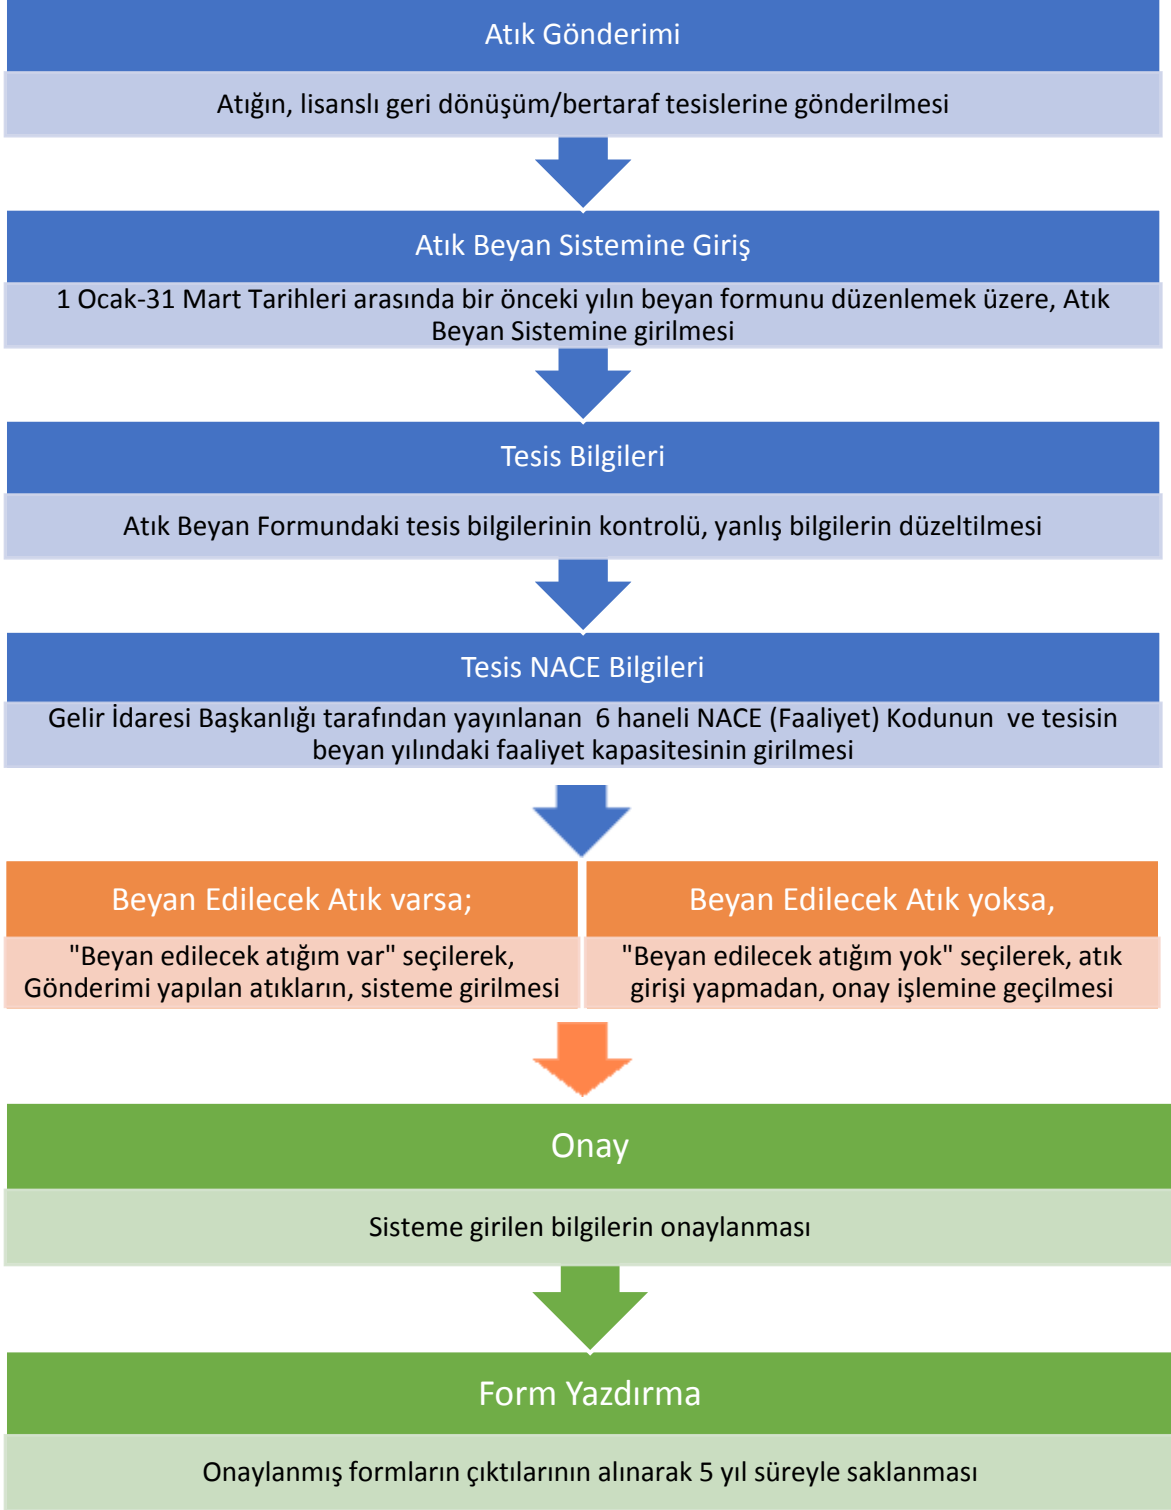 Atık Gönderimi
Atığın, lisanslı geri dönüşüm/bertaraf tesislerine gönderilmesi
Atık Beyan Sistemine Giriş
1 Ocak-31 Mart Tarihleri arasında bir önceki yılın beyan formunu düzenlemek üzere, Atık
Beyan Sistemine girilmesi
Tesis Bilgileri
Atık Beyan Formundaki tesis bilgilerinin kontrolü, yanlış bilgilerin düzeltilmesi
Tesis NACE Bilgileri
Gelir İdaresi Başkanlığı tarafından yayınlanan 6 haneli NACE (Faaliyet) Kodunun ve tesisin
beyan yılındaki faaliyet kapasitesinin girilmesi
Beyan Edilecek Atık varsa;
"Beyan edilecek atığım var" seçilerek,
Gönderimi yapılan atıkların, sisteme girilmesi
Beyan Edilecek Atık yoksa,
"Beyan edilecek atığım yok" seçilerek, atık
girişi yapmadan, onay işlemine geçilmesi
Onay
Sisteme girilen bilgilerin onaylanması
Form Yazdırma
Onaylanmış formların çıktılarının alınarak 5 yıl süreyle saklanması